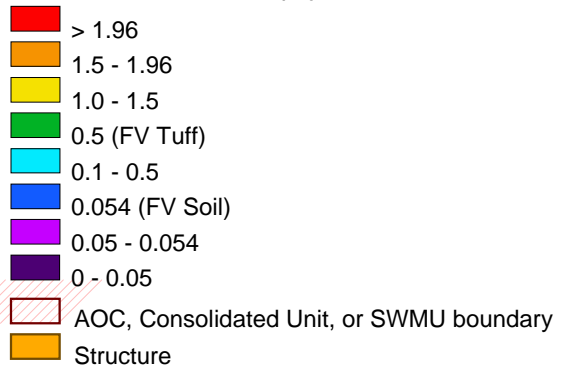 > 1.96
1.5 - 1.96
1.0 - 1.5
0.5 (FV Tuff)
0.1 - 0.5
0.054 (FV Soil)
0.05 - 0.054
0 - 0.05
AOC, Consolidated Unit, or SWMU boundary
Structure